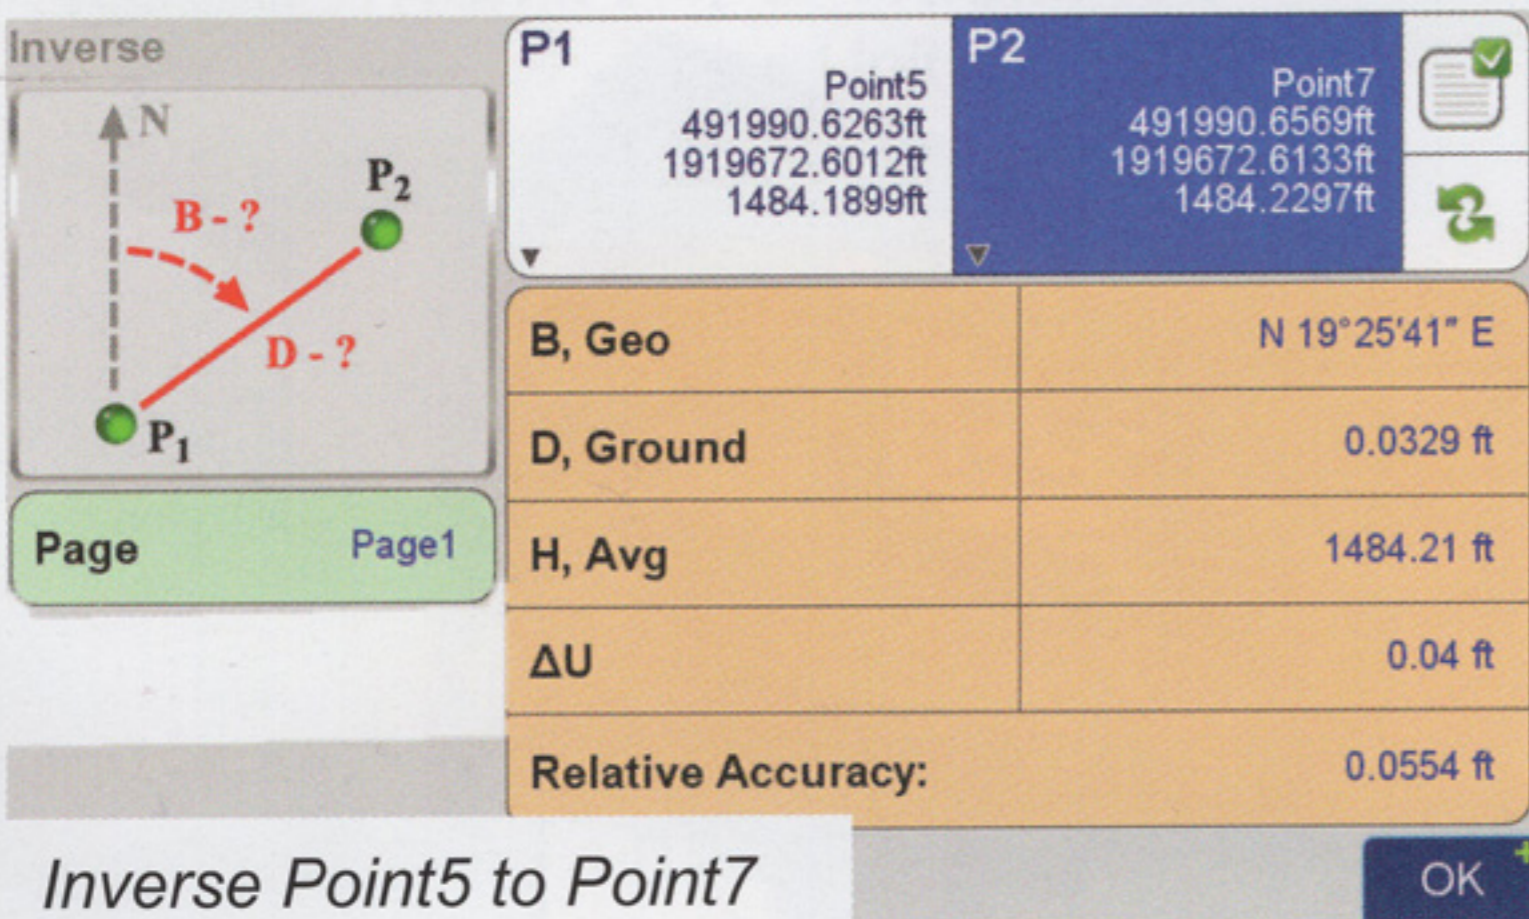 Inverse
N
B - ?
P2
D - ?
P1
Page Page1
P1
Point5
491990.6263ft
1919672.6012ft
1484.1899ft
P2
Point7
491990.6569ft
1919672.6133ft
1484.2297ft
B, Geo N 19°25'41" E
D, Ground 0.0329 ft
H, Avg 1484.21 ft
ΔU 0.04 ft
Relative Accuracy: 0.0554 ft
OK
Inverse Point5 to Point7